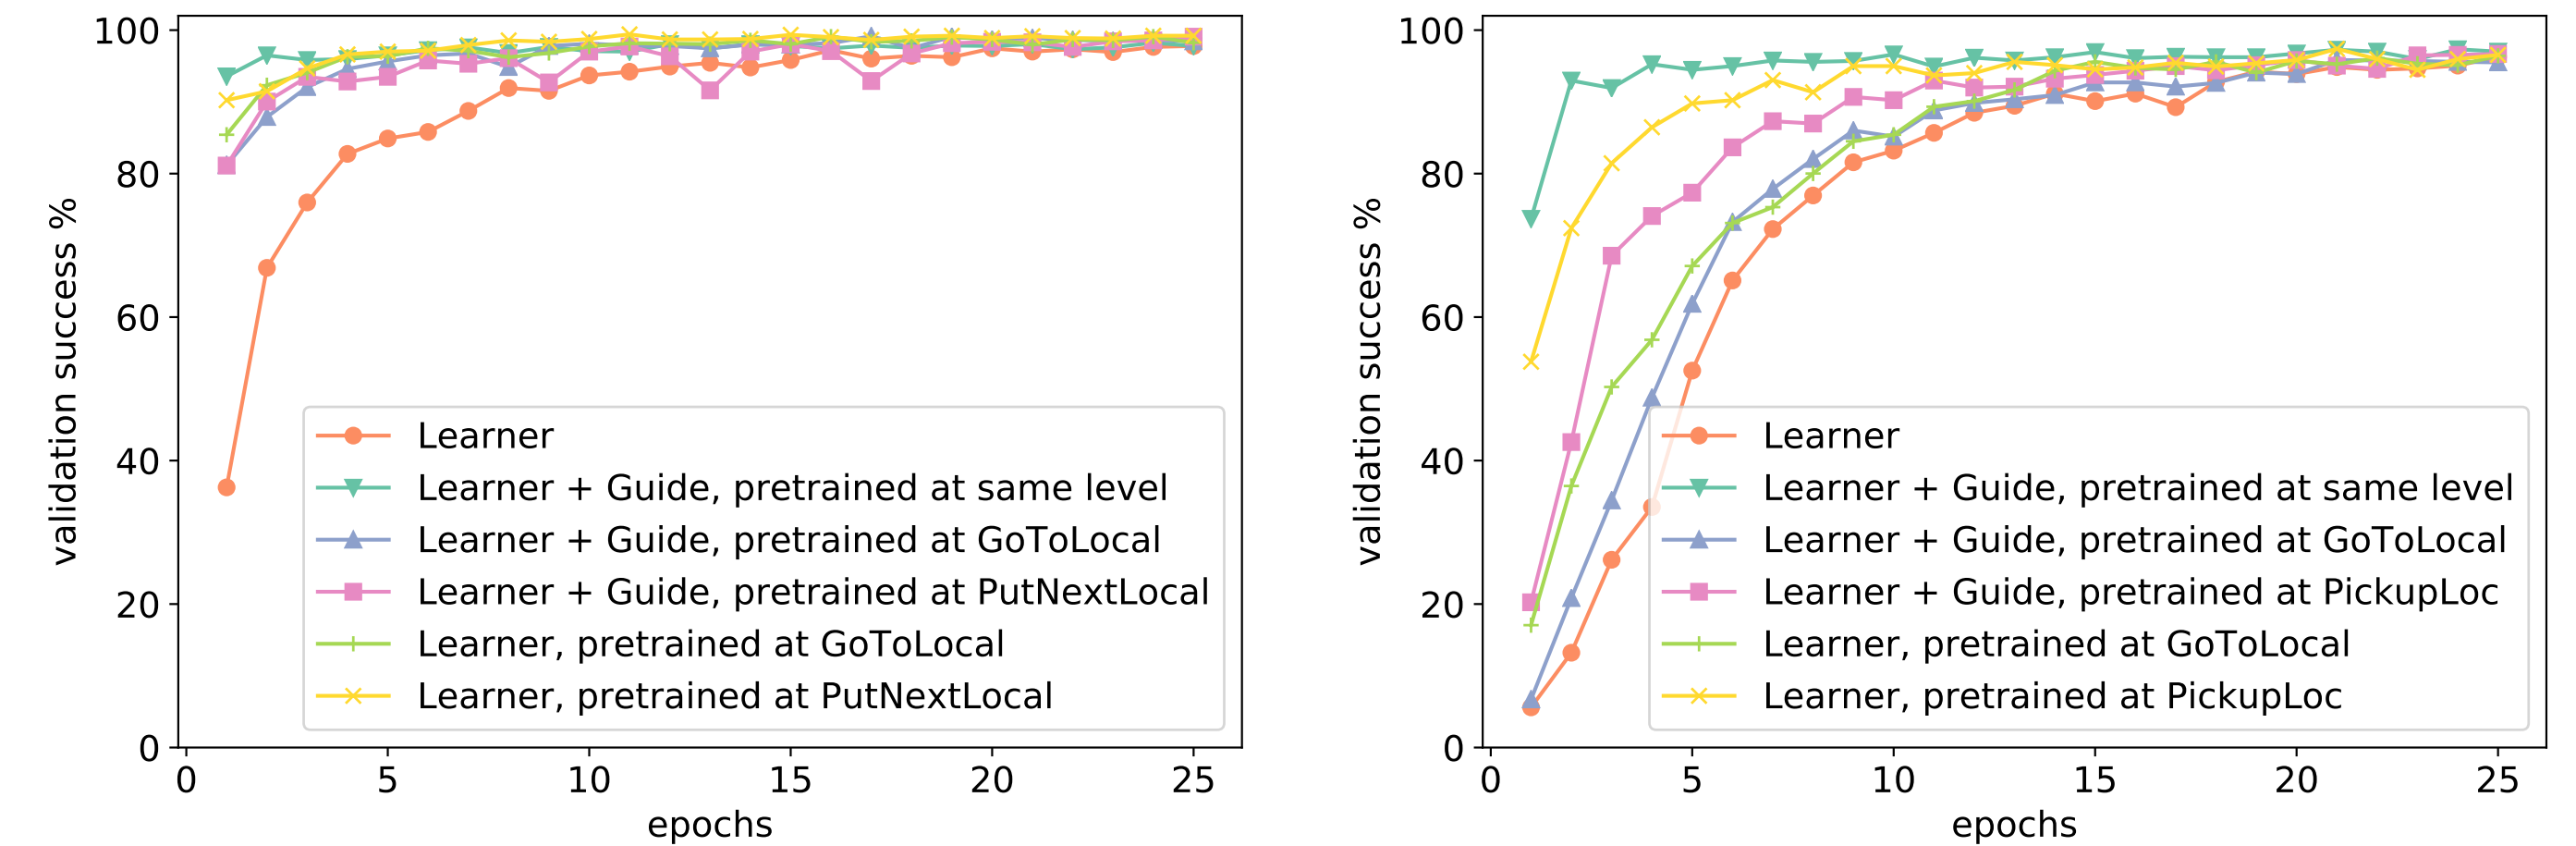 100
80
60
40
20
0
validation success %
Learner
Learner + Guide, pretrained at same level
Learner + Guide, pretrained at GoToLocal
Learner + Guide, pretrained at PutNextLocal
Learner, pretrained at GoToLocal
Learner, pretrained at PutNextLocal
0 5 10 15 20 25
epochs
100
80
60
40
20
0
validation success %
Learner
Learner + Guide, pretrained at same level
Learner + Guide, pretrained at GoToLocal
Learner + Guide, pretrained at PickupLoc
Learner, pretrained at GoToLocal
Learner, pretrained at PickupLoc
0 5 10 15 20 25
epochs